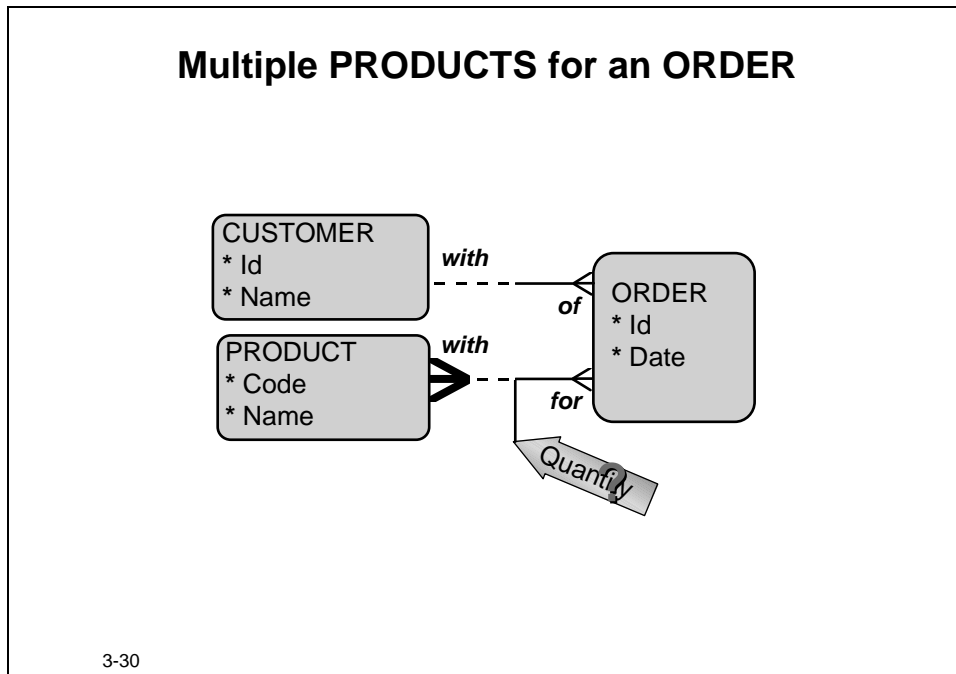 Multiple PRODUCTS for an ORDER
CUSTOMER
* Id
* Name
with
of
PRODUCT
* Code
* Name
with
for
ORDER
* Id
* Date
Quantity
?
3-30